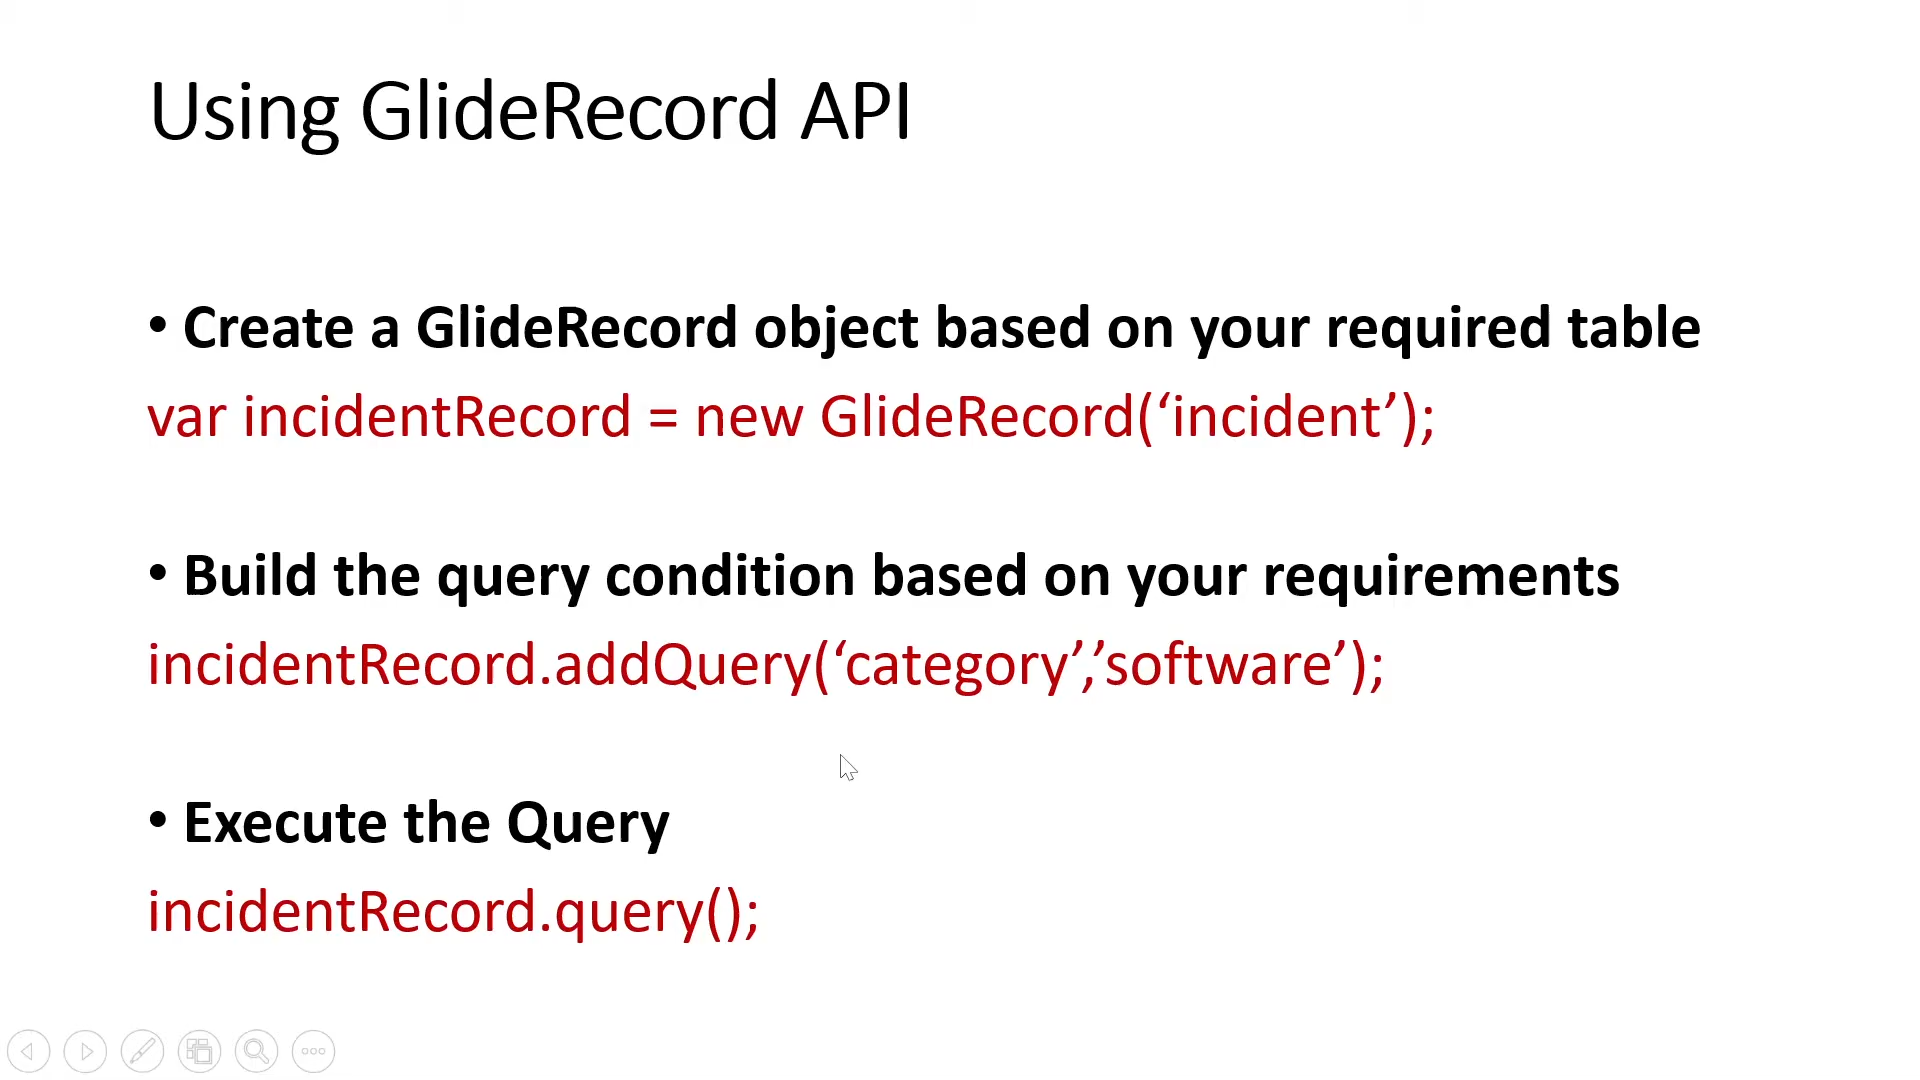 Using GlideRecord API
• Create a GlideRecord object based on your required table
var incidentRecord = new GlideRecord(‘incident’);
• Build the query condition based on your requirements
incidentRecord.addQuery(‘category’,’software’);
• Execute the Query
incidentRecord.query();